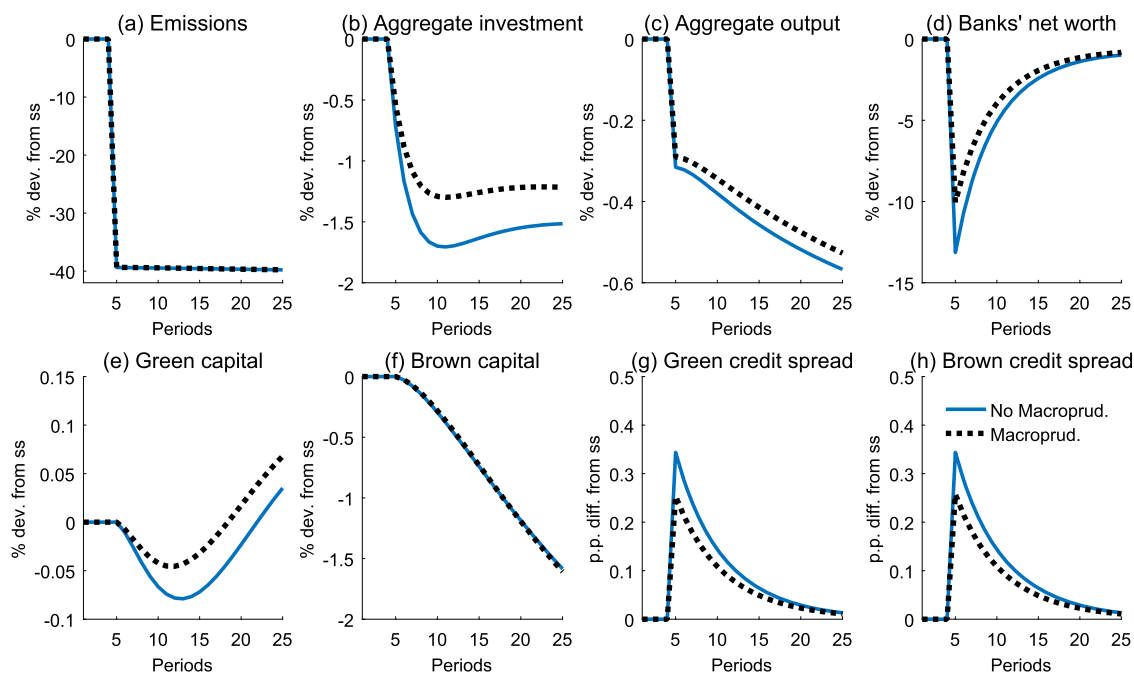 (a) Emissions
(b) Aggregate investment
(c) Aggregate output
(d) Banks' net worth
% dev. from ss
0
-10
-20
-30
-40
5 10 15 20 25
Periods
% dev. from ss
0
-0.5
-1
-1.5
-2
5 10 15 20 25
Periods
% dev. from ss
0
-0.2
-0.4
-0.6
5 10 15 20 25
Periods
% dev. from ss
0
-5
-10
-15
5 10 15 20 25
Periods
(e) Green capital
(f) Brown capital
(g) Green credit spread
(h) Brown credit spread
% dev. from ss
0.15
0.1
0.05
0
-0.05
-0.1
5 10 15 20 25
Periods
% dev. from ss
0
-0.5
-1
-1.5
-2
5 10 15 20 25
Periods
p.p. diff. from ss
0.5
0.4
0.3
0.2
0.1
0
5 10 15 20 25
Periods
p.p. diff. from ss
0.5
0.4
0.3
0.2
0.1
0
No Macroprud.
Macroprud.
5 10 15 20 25
Periods